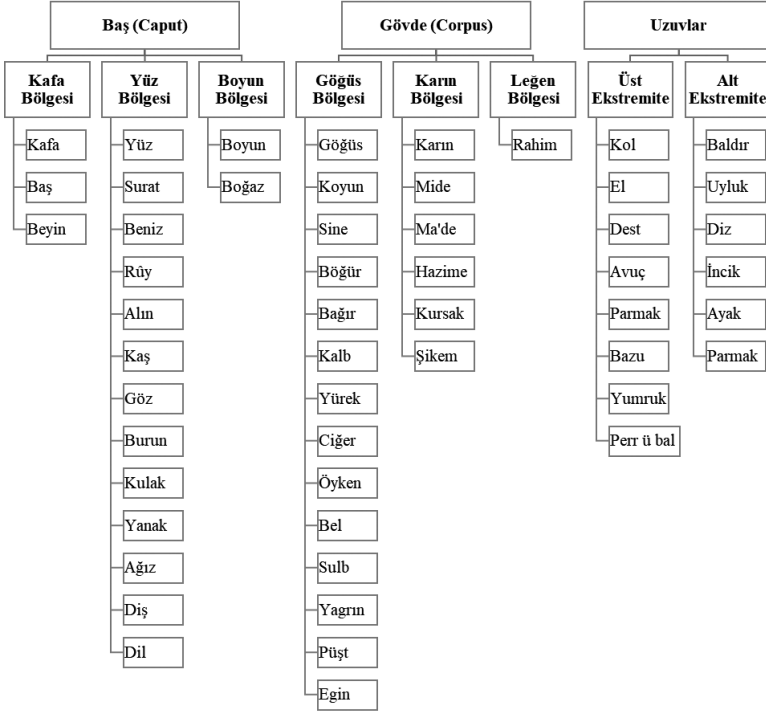 Baş (Caput)
Kafa
Bölgesi
Kafa
Baş
Beyin
Yüz
Bölgesi
Yüz
Surat
Beniz
Rûy
Alın
Kaş
Göz
Burun
Kulak
Yanak
Ağız
Diş
Dil
Boyun
Bölgesi
Boyun
Boğaz
Gövde (Corpus)
Göğüs
Bölgesi
Göğüs
Koyun
Sine
Böğür
Bağır
Kalb
Yürek
Ciğer
Öyken
Bel
Sulb
Yagrın
Püşt
Egin
Karın
Bölgesi
Karın
Mide
Ma'de
Hazime
Kursak
Şikem
Leğen
Bölgesi
Rahim
Uzuvlar
Üst
Ekstremite
Kol
El
Dest
Avuç
Parmak
Bazu
Yumruk
Perr ü bal
Alt
Ekstremite
Baldır
Uyluk
Diz
İncik
Ayak
Parmak